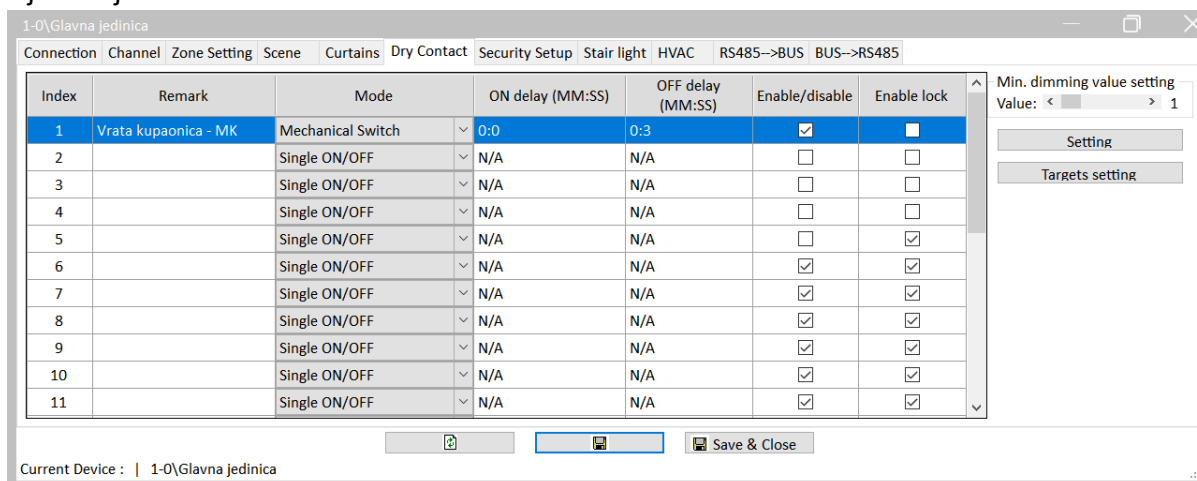 1-0\Glavna jedinica
Connection Channel Zone Setting Scene Curtains Dry Contact Security Setup Stair light HVAC RS485-->BUS BUS-->RS485
Index Remark Mode ON delay (MM:SS) OFF delay (MM:SS) Enable/disable Enable lock
1 Vrata kupaonica - MK Mechanical Switch 0:0 0:3
2 Single ON/OFF N/A N/A
3 Single ON/OFF N/A N/A
4 Single ON/OFF N/A N/A
5 Single ON/OFF N/A N/A
6 Single ON/OFF N/A N/A
7 Single ON/OFF N/A N/A
8 Single ON/OFF N/A N/A
9 Single ON/OFF N/A N/A
10 Single ON/OFF N/A N/A
11 Single ON/OFF N/A N/A
Min. dimming value setting
Value: 1
Setting
Targets setting
Save & Close
Current Device : | 1-0\Glavna jedinica